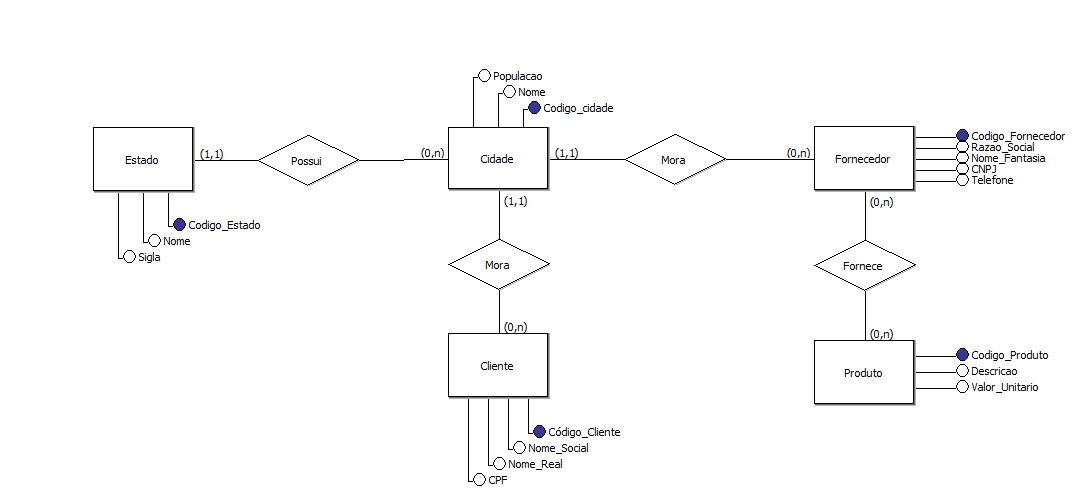 Populacao
Nome
Codigo_cidade
Estado
(1,1)
Possui
(0,n)
Cidade
(1,1)
Mora
(0,n)
Fornecedor
Codigo_Fornecedor
Razao_Social
Nome_Fantasia
CNPJ
Telefone
Codigo_Estado
Nome
Sigla
(1,1)
Mora
(0,n)
Cliente
Código_Cliente
Nome_Social
Nome_Real
CPF
(0,n)
Fornece
(0,n)
Produto
Codigo_Produto
Descricao
Valor_Unitario